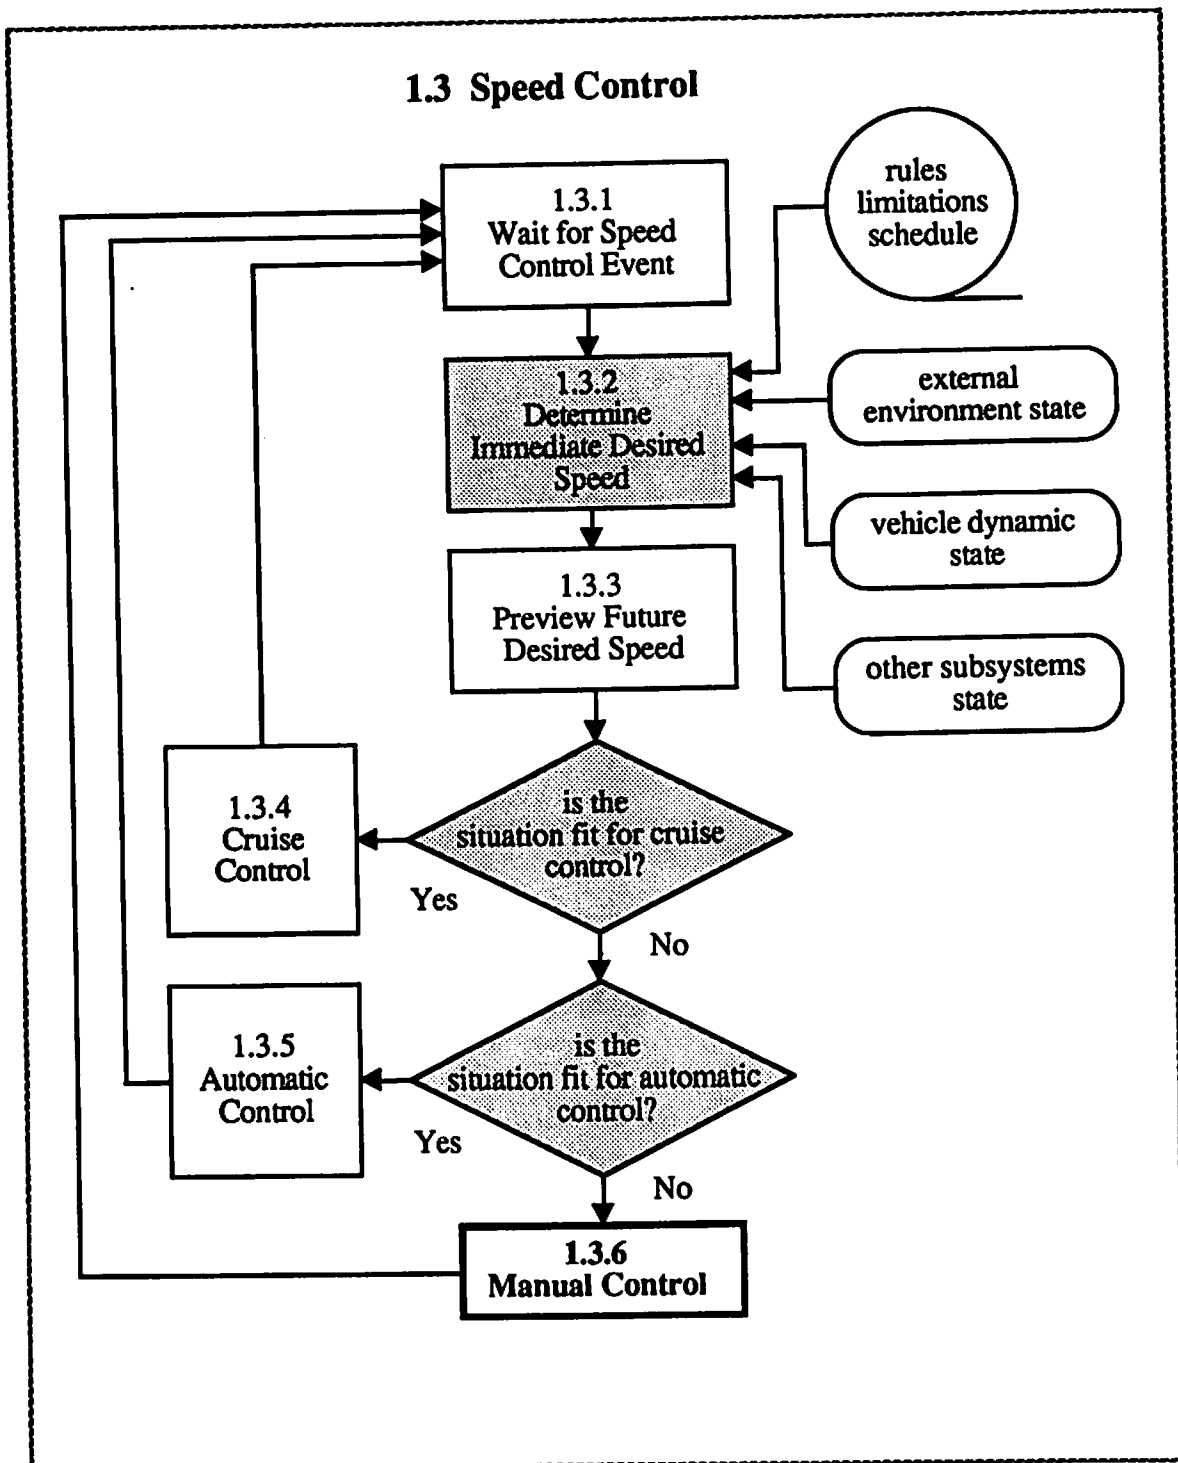 1.3 Speed Control
1.3.1
Wait for Speed
Control Event
rules
limitations
schedule
1.3.2
Determine
Immediate Desired
Speed
external
environment state
vehicle dynamic
state
1.3.3
Preview Future
Desired Speed
other subsystems
state
is the
situation fit for cruise
control?
1.3.4
Cruise
Control
Yes
No
is the
situation fit for automatic
control?
1.3.5
Automatic
Control
Yes
No
1.3.6
Manual Control